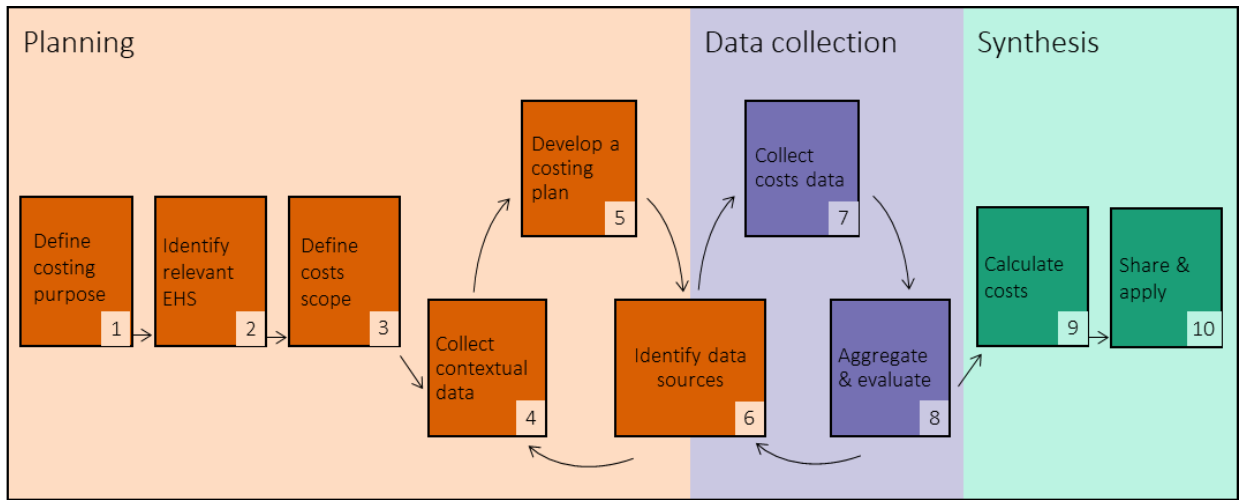 Planning
Data collection
Synthesis
Define
costing
purpose
1
Identify
relevant
EHS
2
Define
costs
scope
3
Collect
contextual
data
4
Develop a
costing
plan
5
Identify data
sources
6
Collect
costs data
7
Aggregate
& evaluate
8
Calculate
costs
9
Share &
apply
10